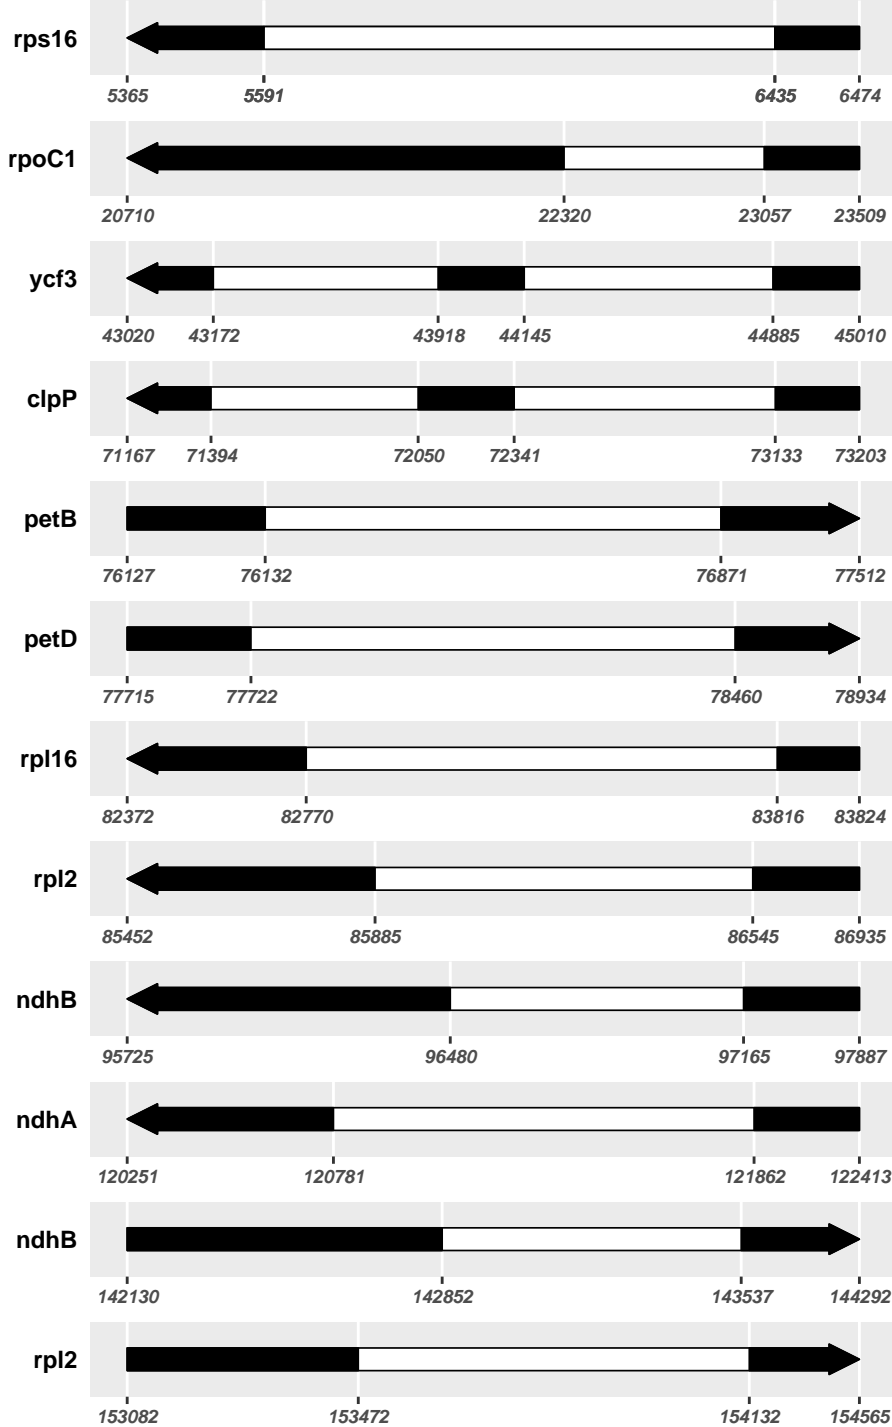 rps16
5365 5591 6435 6474
rpoC1
20710 22320 23057 23509
ycf3
43020 43172 43918 44145 44885 45010
clpP
71167 71394 72050 72341 73133 73203
petB
76127 76132 76871 77512
petD
77715 77722 78460 78934
rpl16
82372 82770 83816 83824
rpl2
85452 85885 86545 86935
ndhB
95725 96480 97165 97887
ndhA
120251 120781 121862 122413
ndhB
142130 142852 143537 144292
rpl2
153082 153472 154132 154565